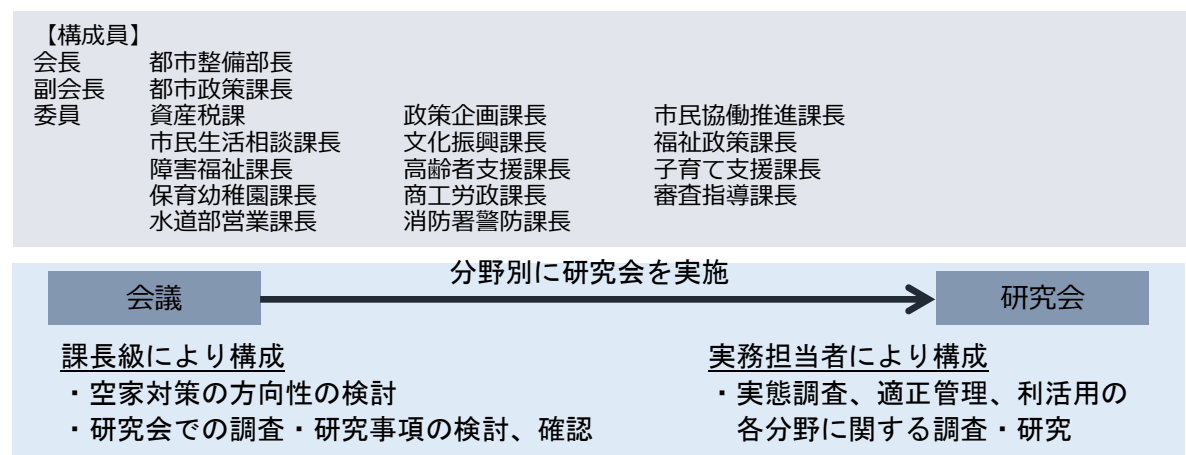 【構成員】
会長 都市整備部長
副会長 都市政策課長
委員 資産税課 政策企画課長 市民協働推進課長
市民生活相談課長 文化振興課長 福祉政策課長
障害福祉課長 高齢者支援課長 子育て支援課長
保育幼稚園課長 商工労政課長 審査指導課長
水道部営業課長 消防署警防課長
分野別に研究会を実施
会議
研究会
課長級により構成
・空家対策の方向性の検討
・研究会での調査・研究事項の検討、確認
実務担当者により構成
・実態調査、適正管理、利活用の
各分野に関する調査・研究